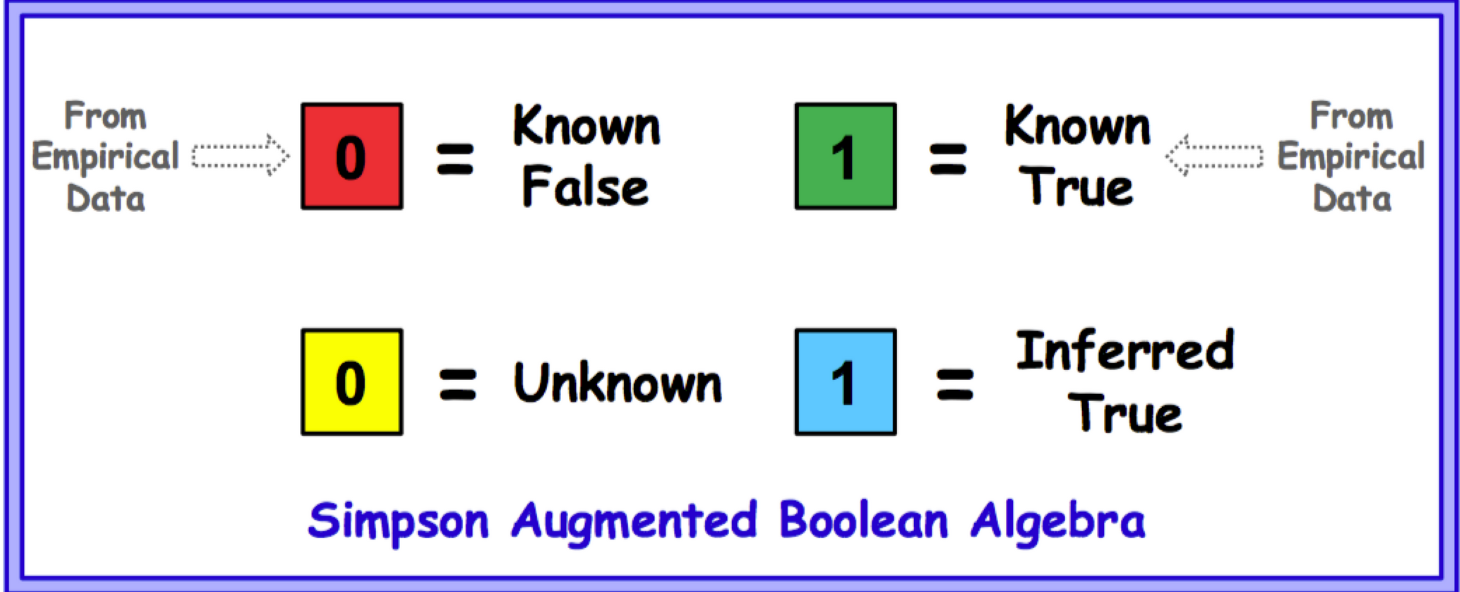 From
Empirical
Data
0
=
Known
False
1
=
Known
True
From
Empirical
Data
0
=
Unknown
1
=
Inferred
True
Simpson Augmented Boolean Algebra